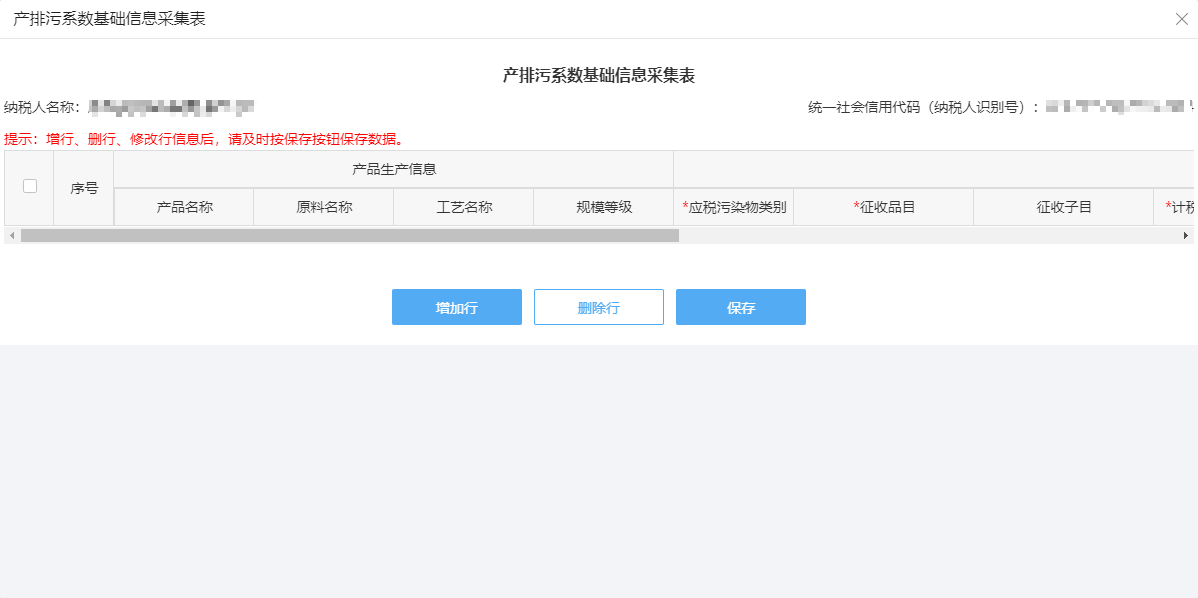 产排污系数基础信息采集表
产排污系数基础信息采集表
纳税人名称： 统一社会信用代码（纳税人识别号）：
提示：增行、删行、修改行信息后，请及时按保存按钮保存数据。
序号 产品生产信息
产品名称 原料名称 工艺名称 规模等级 *应税污染物类别 *征收品目 征收子目 *计税
增加行 删除行 保存